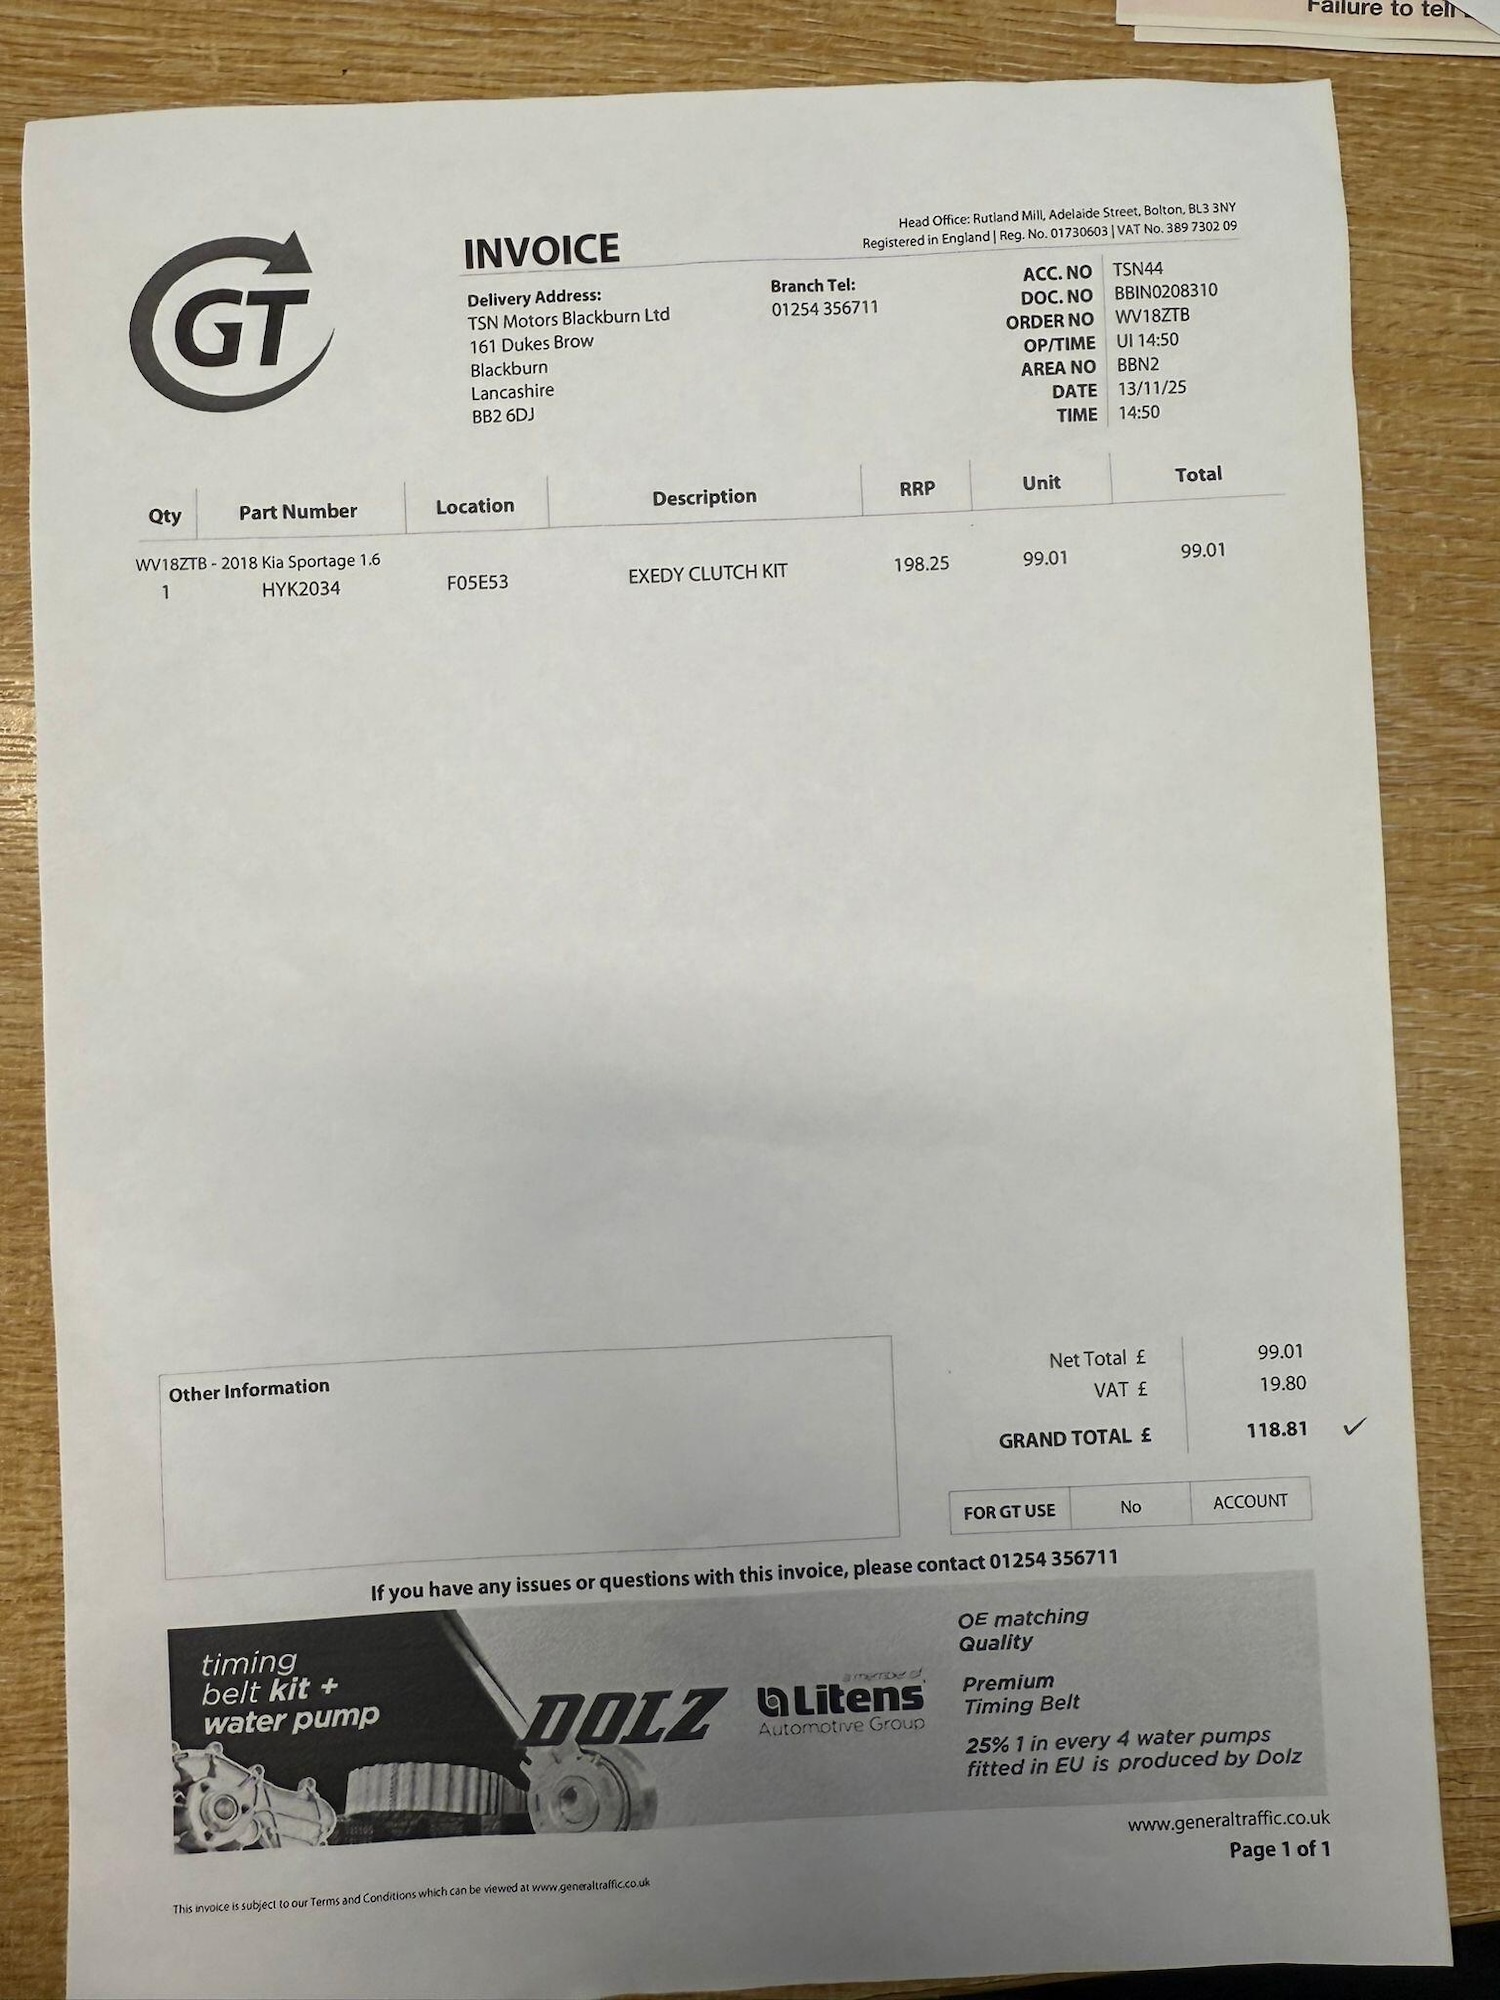 Failure to tell
GT
INVOICE
Head Office: Rutland Mill, Adelaide Street, Bolton, BL3 3NY
Registered in England | Reg. No. 01730603 | VAT No. 389 7302 09
Delivery Address:
TSN Motors Blackburn Ltd
161 Dukes Brow
Blackburn
Lancashire
BB2 6DJ
Branch Tel:
01254 356711
ACC. NO TSN44
DOC. NO BBIN0208310
ORDER NO WV18ZTB
OP/TIME UI 14:50
AREA NO BBN2
DATE 13/11/25
TIME 14:50
Qty Part Number Location Description RRP Unit Total
WV18ZTB - 2018 Kia Sportage 1.6
1 HYK2034 F05E53 EXEDY CLUTCH KIT 198.25 99.01 99.01
Other Information
Net Total £ 99.01
VAT £ 19.80
GRAND TOTAL £ 118.81 ✓
FOR GT USE No ACCOUNT
If you have any issues or questions with this invoice, please contact 01254 356711
timing
belt kit +
water pump
DOLZ
a member of
Litens
Automotive Group
OE matching
Quality
Premium
Timing Belt
25% 1 in every 4 water pumps
fitted in EU is produced by Dolz
www.generaltraffic.co.uk
Page 1 of 1
This invoice is subject to our Terms and Conditions which can be viewed at www.generaltraffic.co.uk